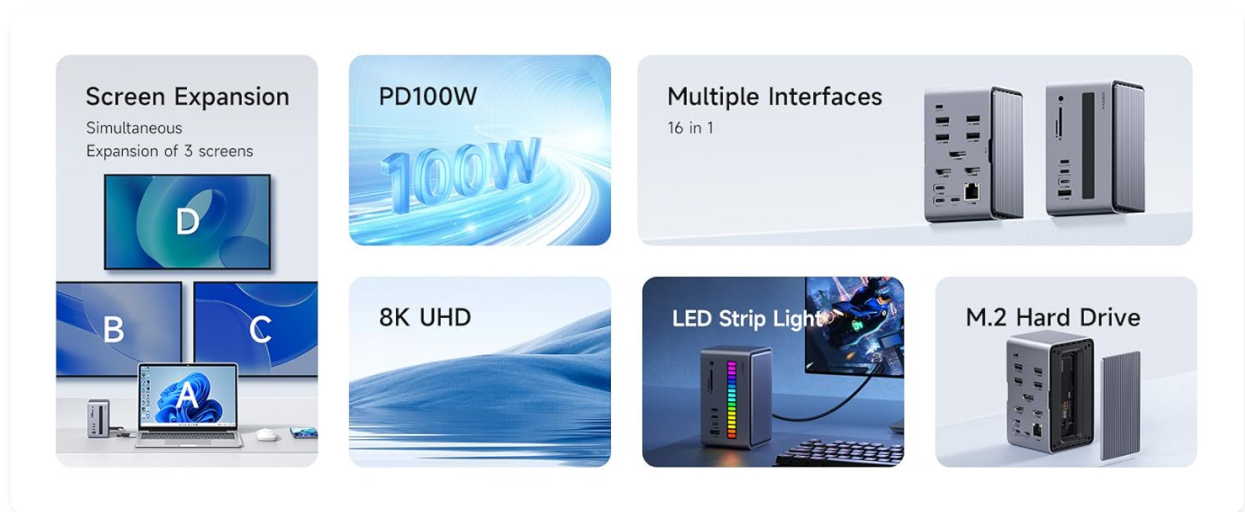 Screen Expansion
Simultaneous
Expansion of 3 screens
D
B
C
A
PD100W
100W
Multiple Interfaces
16 in 1
8K UHD
LED Strip Light
M.2 Hard Drive